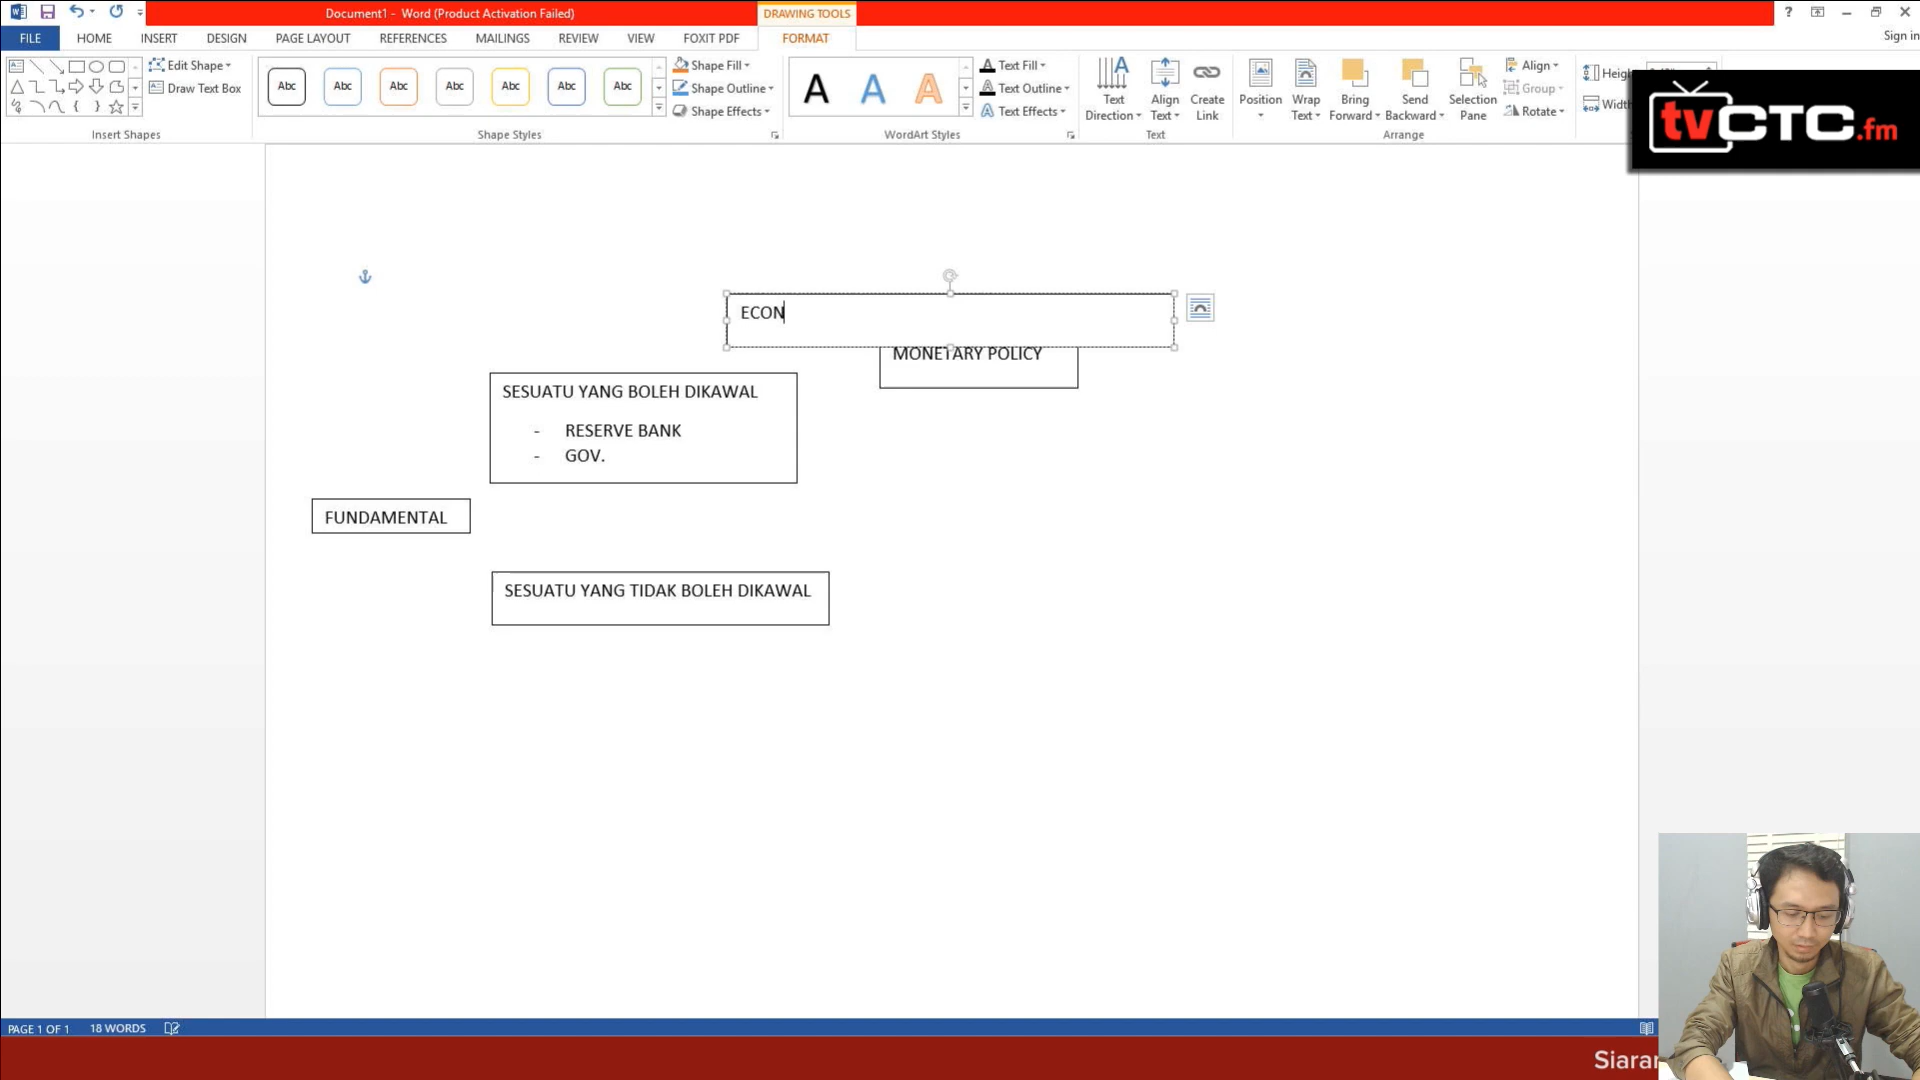 Document1 - Word (Product Activation Failed)
DRAWING TOOLS
?
FILE
HOME
INSERT
DESIGN
PAGE LAYOUT
REFERENCES
MAILINGS
REVIEW
VIEW
FOXIT PDF
FORMAT
Sign in
Edit Shape
Draw Text Box
Insert Shapes
Abc
Abc
Abc
Abc
Abc
Abc
Abc
Shape Fill
Shape Outline
Shape Effects
Shape Styles
A
A
A
Text Fill
Text Outline
Text Effects
WordArt Styles
Text Direction
Align Text
Create Link
Text
Position
Wrap Text
Bring Forward
Send Backward
Selection Pane
Align
Group
Rotate
Arrange
tvCTC.fm
ECON
MONETARY POLICY
SESUATU YANG BOLEH DIKAWAL
- RESERVE BANK
- GOV.
FUNDAMENTAL
SESUATU YANG TIDAK BOLEH DIKAWAL
PAGE 1 OF 1
18 WORDS